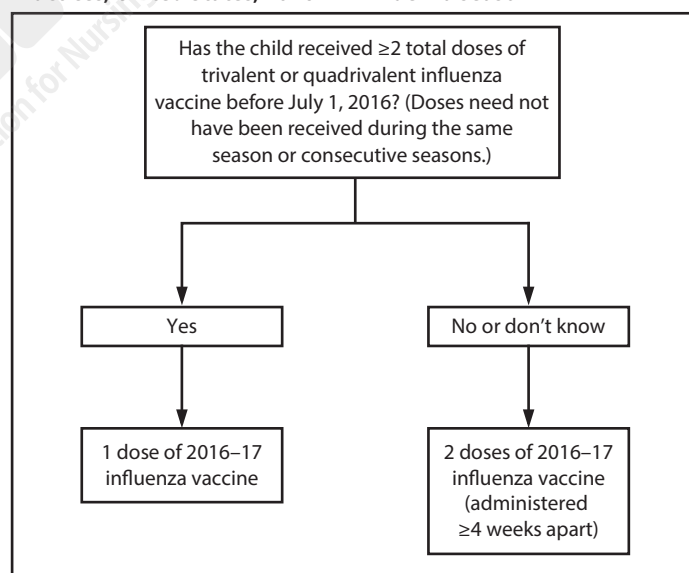 Has the child received ≥2 total doses of
trivalent or quadrivalent influenza
vaccine before July 1, 2016? (Doses need not
have been received during the same
season or consecutive seasons.)
Yes
No or don't know
1 dose of 2016–17
influenza vaccine
2 doses of 2016–17
influenza vaccine
(administered
≥4 weeks apart)
for Nursing